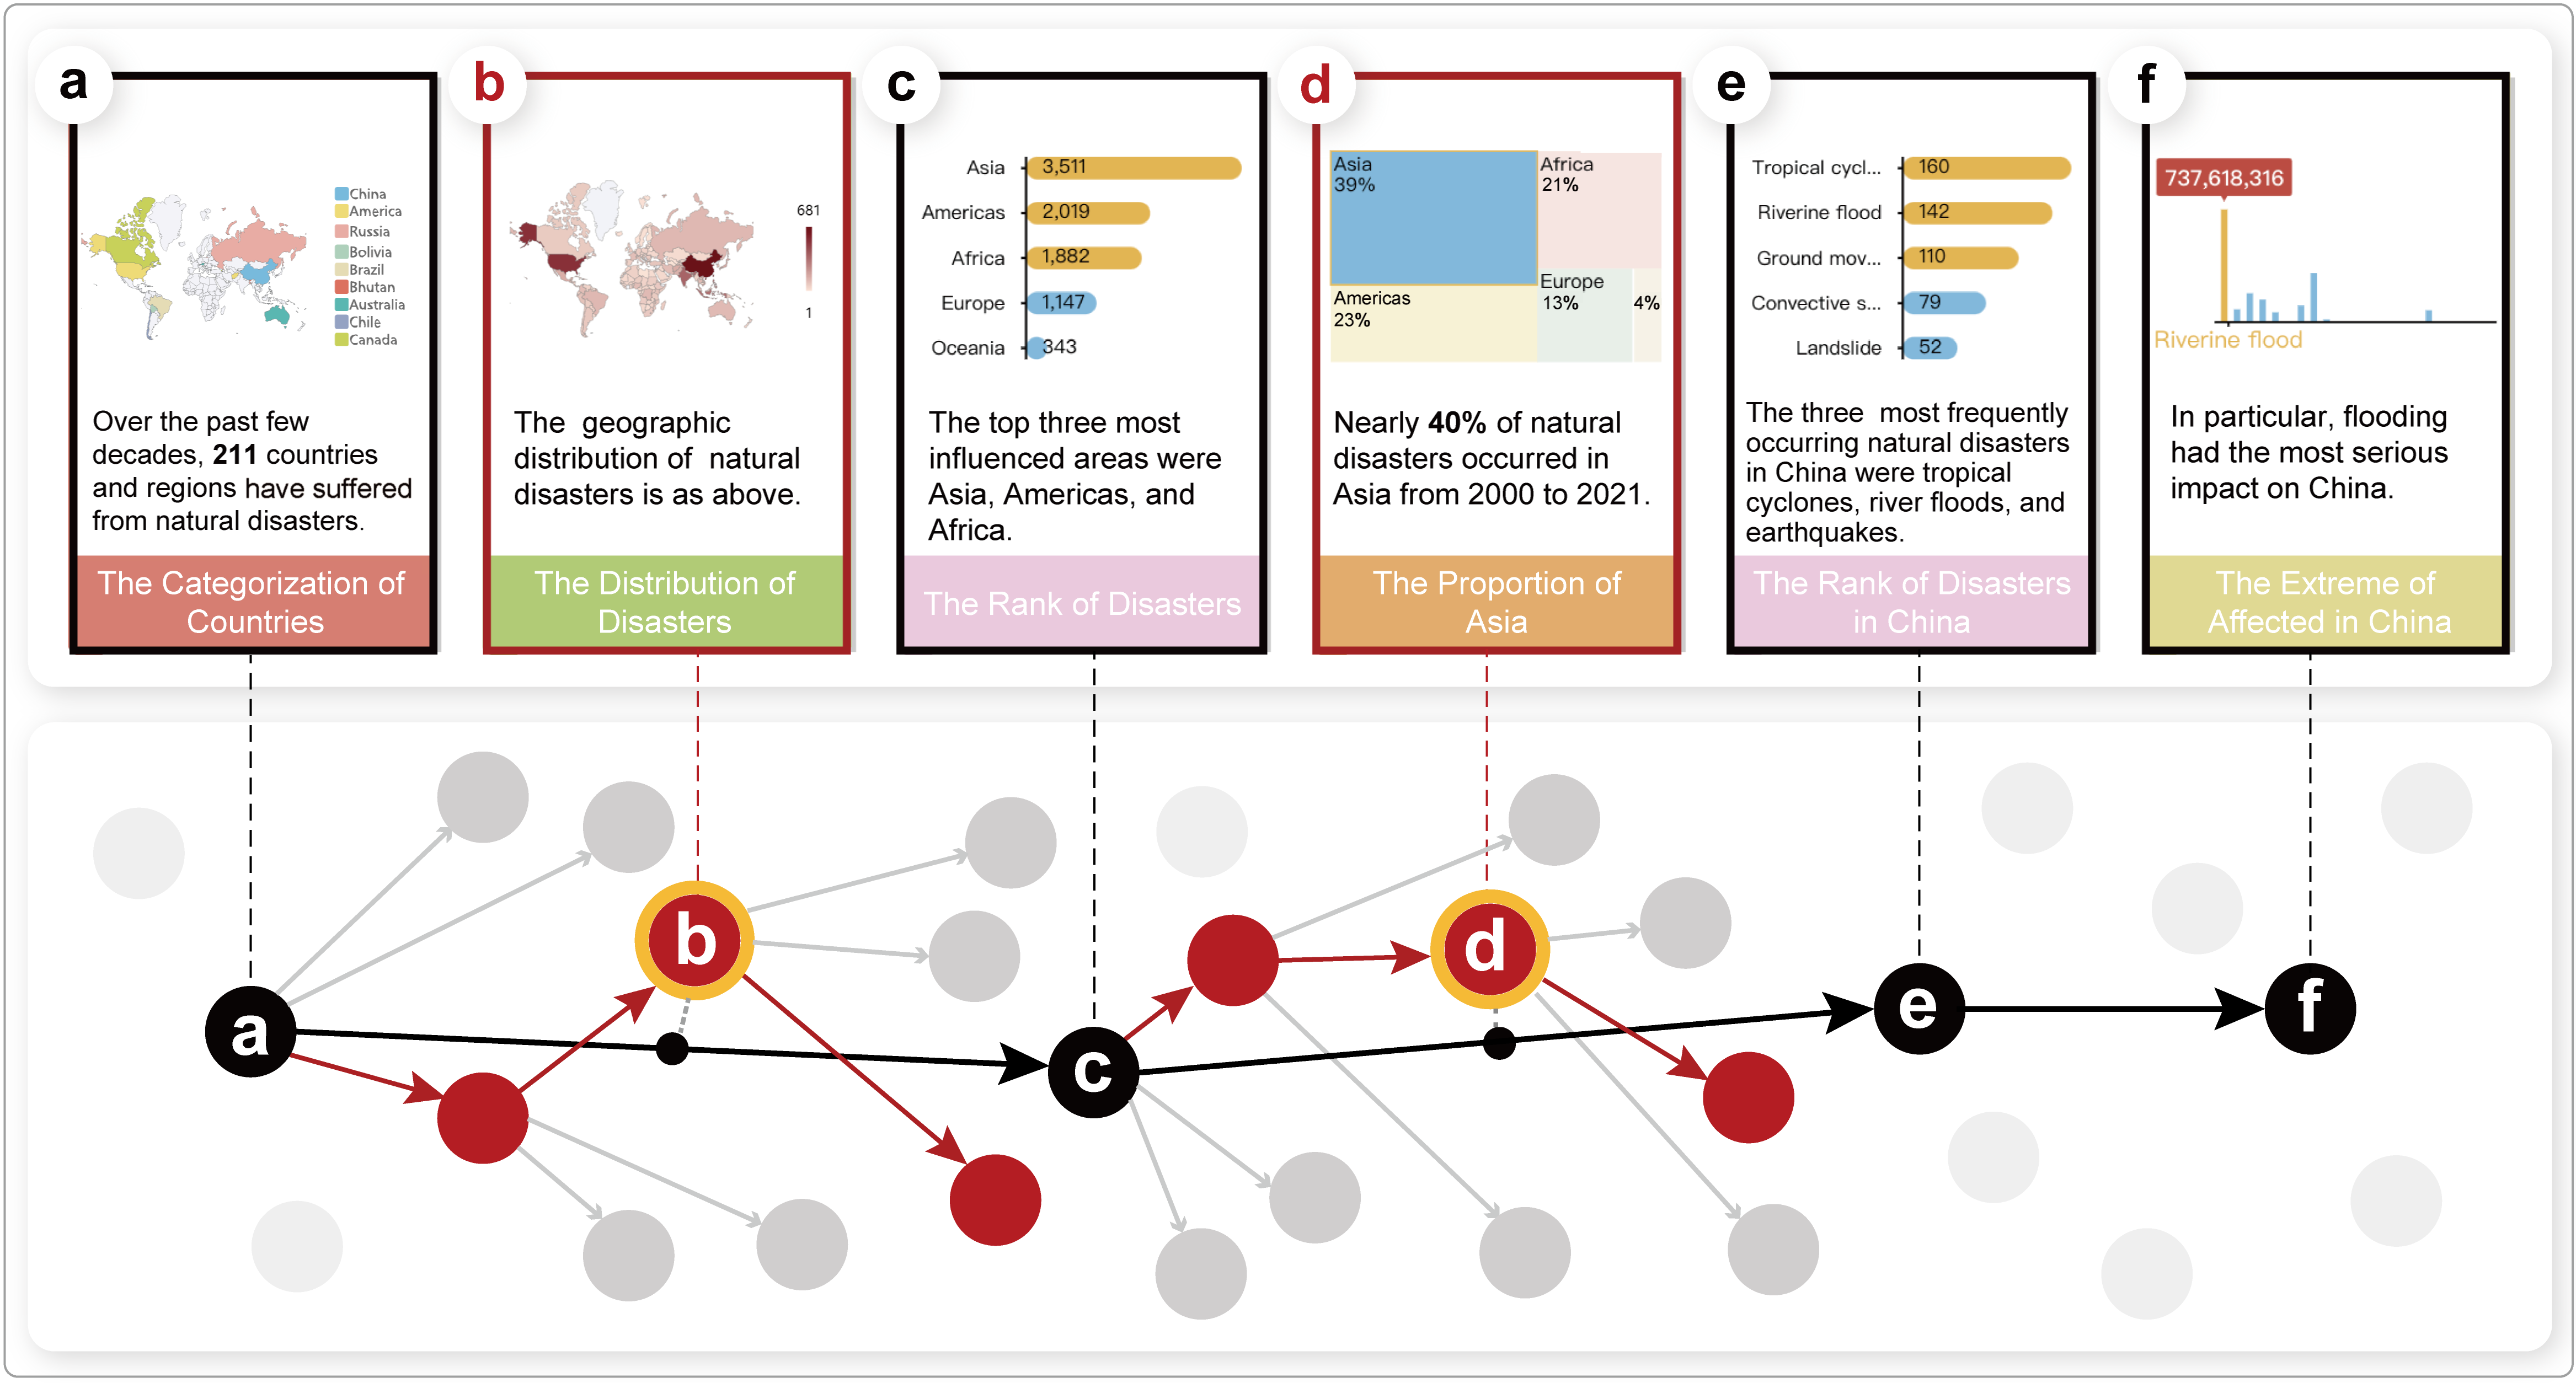 a
China
America
Russia
Bolivia
Brazil
Bhutan
Australia
Chile
Canada
Over the past few
decades, 211 countries
and regions have suffered
from natural disasters.
The Categorization of
Countries
b
681
1
The geographic
distribution of natural
disasters is as above.
The Distribution of
Disasters
c
Asia 3,511
Americas 2,019
Africa 1,882
Europe 1,147
Oceania 343
The top three most
influenced areas were
Asia, Americas, and
Africa.
The Rank of Disasters
d
Asia
39%
Africa
21%
Americas
23%
Europe
13%
4%
Nearly 40% of natural
disasters occurred in
Asia from 2000 to 2021.
The Proportion of
Asia
e
Tropical cycl... 160
Riverine flood 142
Ground mov... 110
Convective s... 79
Landslide 52
The three most frequently
occurring natural disasters
in China were tropical
cyclones, river floods, and
earthquakes.
The Rank of Disasters
in China
f
737,618,316
Riverine flood
In particular, flooding
had the most serious
impact on China.
The Extreme of
Affected in China
a
b
c
d
e
f